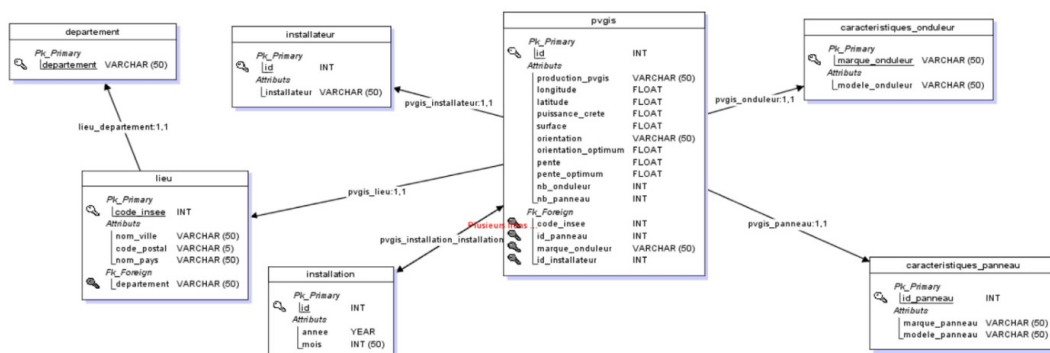 departement
Pk_Primary
departement VARCHAR (50)
installateur
Pk_Primary
id INT
Attributs
installateur VARCHAR (50)
pvgis
Pk_Primary
id INT
Attributs
production_pvgis VARCHAR (50)
longitude FLOAT
latitude FLOAT
puissance_crete FLOAT
surface FLOAT
orientation VARCHAR (50)
orientation_optimum FLOAT
pente FLOAT
pente_optimum FLOAT
nb_onduleur INT
nb_panneau INT
Fk_Foreign
code_insee INT
id_panneau INT
marque_onduleur VARCHAR (50)
id_installateur INT
caracteristiques_onduleur
Pk_Primary
marque_onduleur VARCHAR (50)
Attributs
modele_onduleur VARCHAR (50)
pvgis_installateur:1,1
pvgis_onduleur:1,1
lieu_departement:1,1
pvgis_lieu:1,1
lieu
Pk_Primary
code_insee INT
Attributs
nom_ville VARCHAR (50)
code_postal VARCHAR (5)
nom_pays VARCHAR (50)
Fk_Foreign
departement VARCHAR (50)
Plusieurs liens
pvgis_installation_installation
pvgis_panneau:1,1
installation
Pk_Primary
id INT
Attributs
annee YEAR
mois INT (50)
caracteristiques_panneau
Pk_Primary
id_panneau INT
Attributs
marque_panneau VARCHAR (50)
modele_panneau VARCHAR (50)